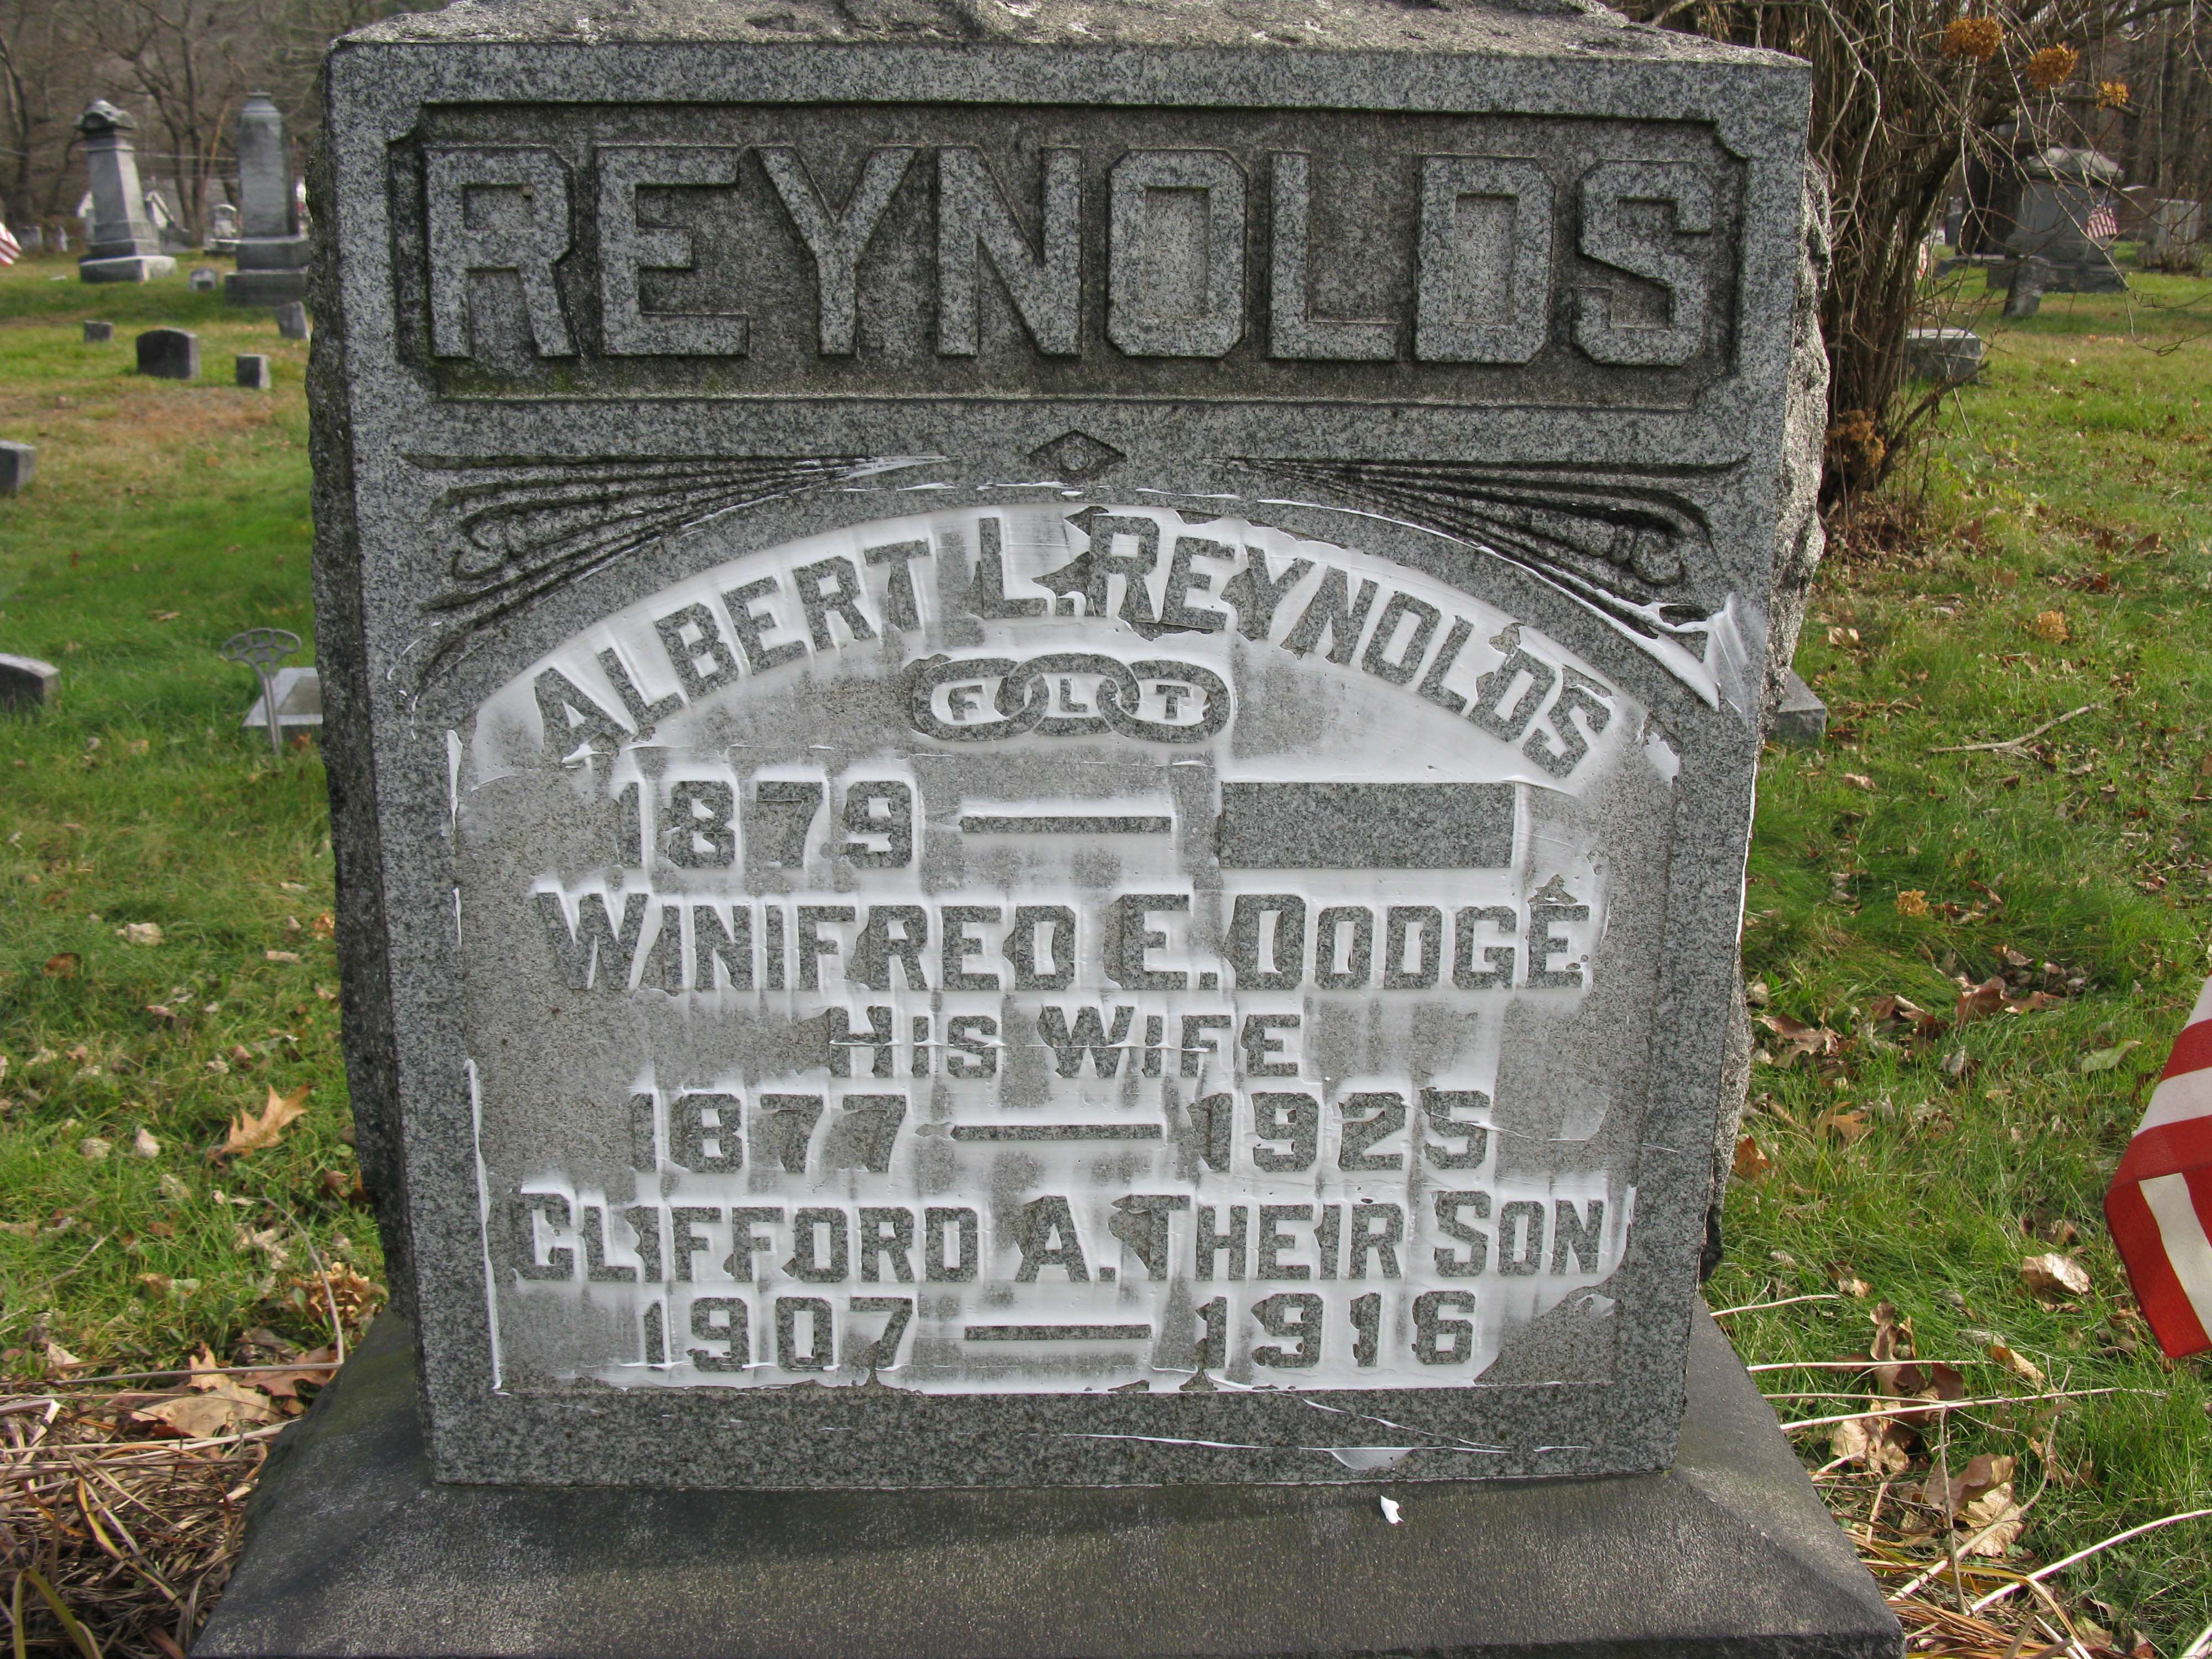 REYNOLDS
ALBERT L. REYNOLDS
F L T
1879 —
WINIFRED E. DODGE
HIS WIFE
1877 — 1925
CLIFFORD A. THEIR SON
1907 — 1916